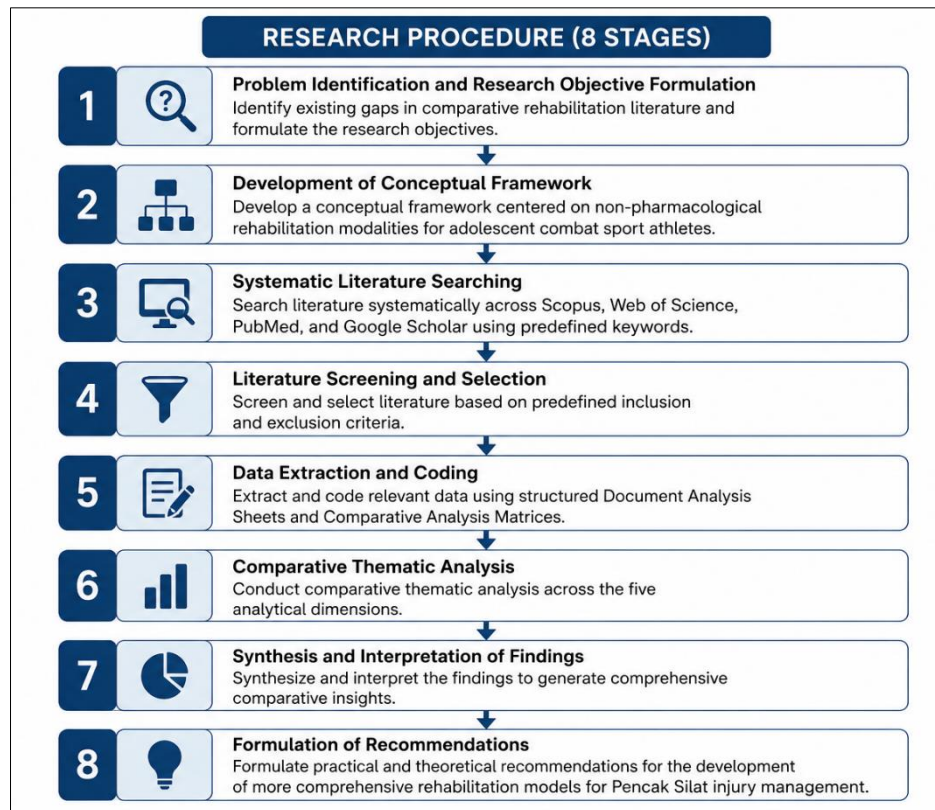 RESEARCH PROCEDURE (8 STAGES)
1
?
Problem Identification and Research Objective Formulation
Identify existing gaps in comparative rehabilitation literature and
formulate the research objectives.
2
Development of Conceptual Framework
Develop a conceptual framework centered on non-pharmacological
rehabilitation modalities for adolescent combat sport athletes.
3
Systematic Literature Searching
Search literature systematically across Scopus, Web of Science,
PubMed, and Google Scholar using predefined keywords.
4
Literature Screening and Selection
Screen and select literature based on predefined inclusion
and exclusion criteria.
5
Data Extraction and Coding
Extract and code relevant data using structured Document Analysis
Sheets and Comparative Analysis Matrices.
6
Comparative Thematic Analysis
Conduct comparative thematic analysis across the five
analytical dimensions.
7
Synthesis and Interpretation of Findings
Synthesize and interpret the findings to generate comprehensive
comparative insights.
8
Formulation of Recommendations
Formulate practical and theoretical recommendations for the development
of more comprehensive rehabilitation models for Pencak Silat injury management.